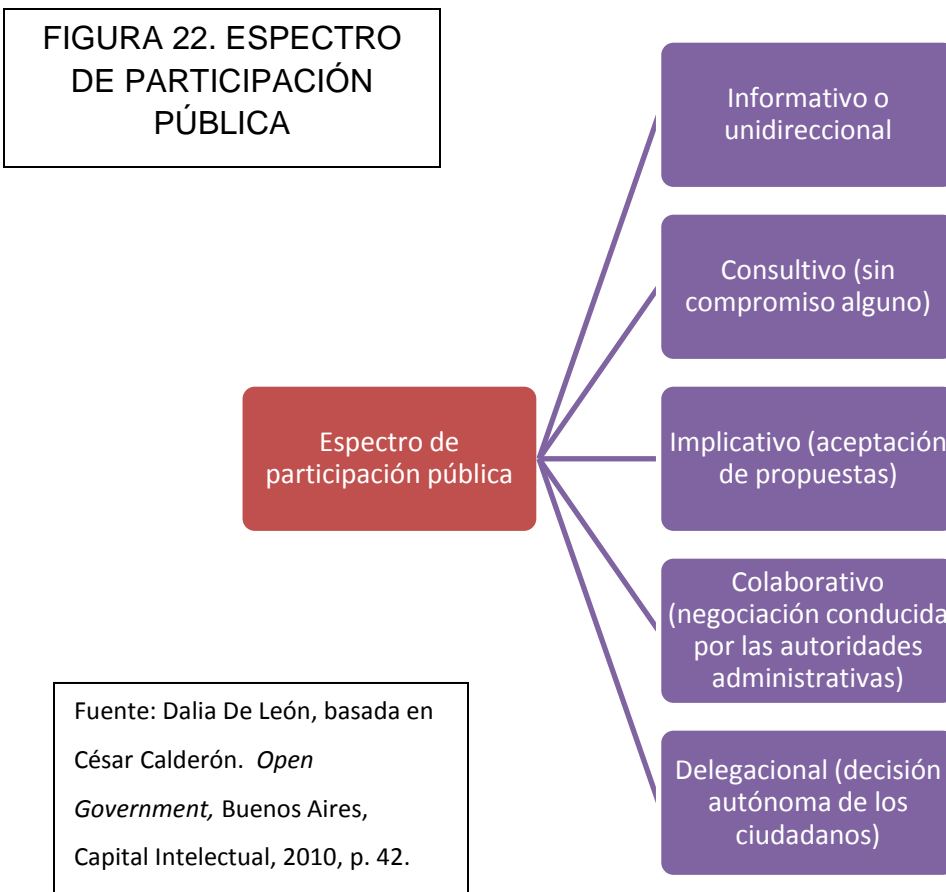 FIGURA 22. ESPECTRO
DE PARTICIPACIÓN
PÚBLICA
Informativo o
unidireccional
Consultivo (sin
compromiso alguno)
Espectro de
participación pública
Implicativo (aceptación
de propuestas)
Colaborativo
(negociación conducida
por las autoridades
administrativas)
Delegacional (decisión
autónoma de los
ciudadanos)
Fuente: Dalia De León, basada en
César Calderón. Open
Government, Buenos Aires,
Capital Intelectual, 2010, p. 42.